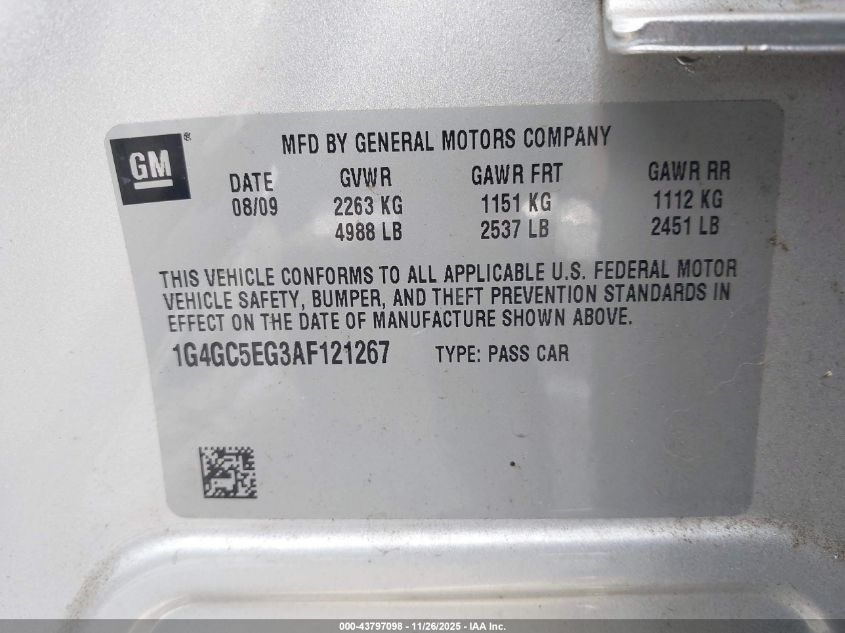 GM ®
MFD BY GENERAL MOTORS COMPANY
DATE GVWR GAWR FRT GAWR RR
08/09 2263 KG 1151 KG 1112 KG
4988 LB 2537 LB 2451 LB
THIS VEHICLE CONFORMS TO ALL APPLICABLE U.S. FEDERAL MOTOR
VEHICLE SAFETY, BUMPER, AND THEFT PREVENTION STANDARDS IN
EFFECT ON THE DATE OF MANUFACTURE SHOWN ABOVE.
1G4GC5EG3AF121267 TYPE: PASS CAR
000-43797098 - 11/26/2025 - IAA Inc.